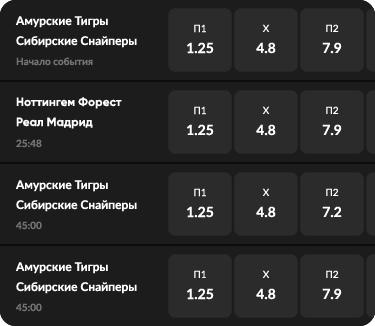 Амурские Тигры
Сибирские Снайперы
Начало события
П1 X П2
1.25 4.8 7.9
Ноттингем Форест
Реал Мадрид
25:48
П1 X П2
1.25 4.8 7.9
Амурские Тигры
Сибирские Снайперы
45:00
П1 X П2
1.25 4.8 7.2
Амурские Тигры
Сибирские Снайперы
45:00
П1 X П2
1.25 4.8 7.9